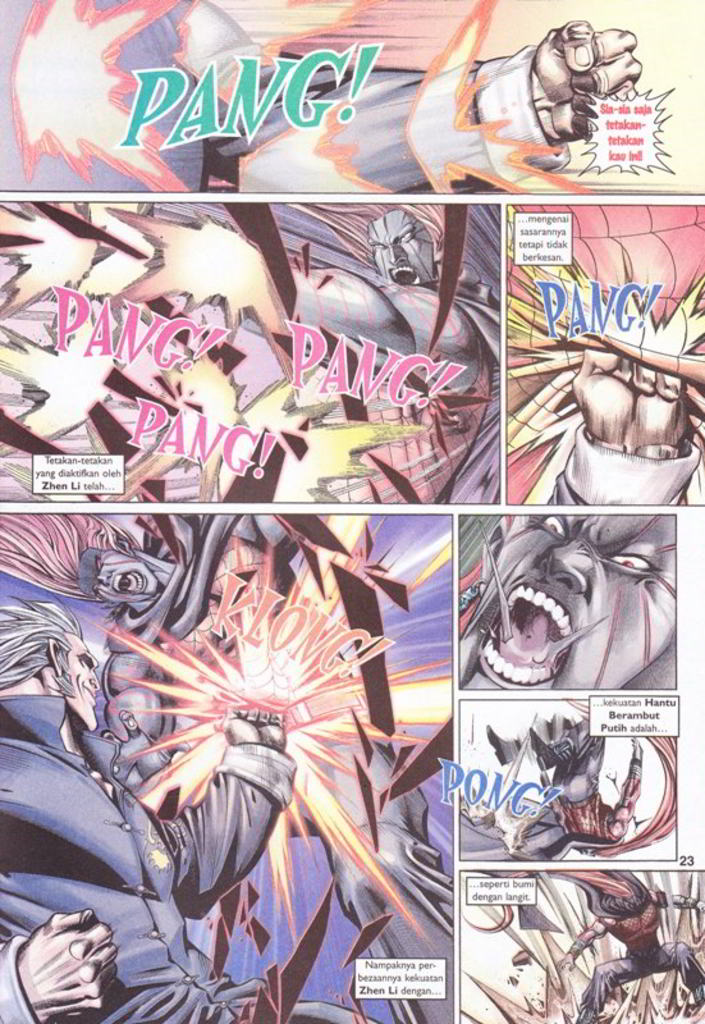 PANG!
Sia-sia saja
tetakan-
tetakan
kau ini!!
PANG!
PANG!
PANG!
Tetakan-tetakan
yang diaktifkan oleh
Zhen Li telah...
...mengenai
sasarannya
tetapi tidak
berkesan.
PANG!
KLONG!
Nampaknya per-
bezaan kekuatan
Zhen Li dengan...
...kekuatan Hantu
Berambut
Putih adalah...
PONG!
23
...seperti bumi
dengan langit.